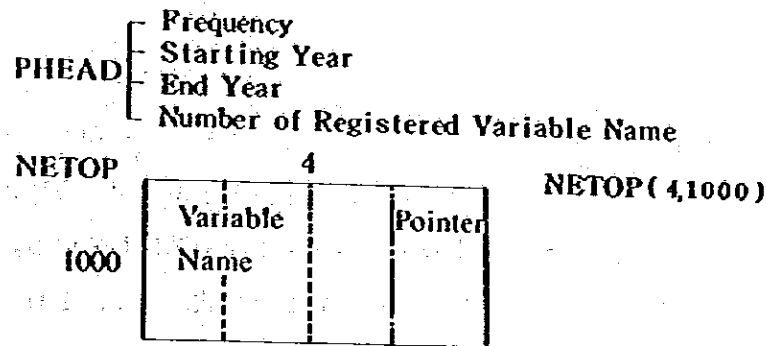 Frequency
Starting Year
PHEAD
End Year
Number of Registered Variable Name
NETOP
4
NETOP(4,1000)
Variable
Pointer
1000
Name